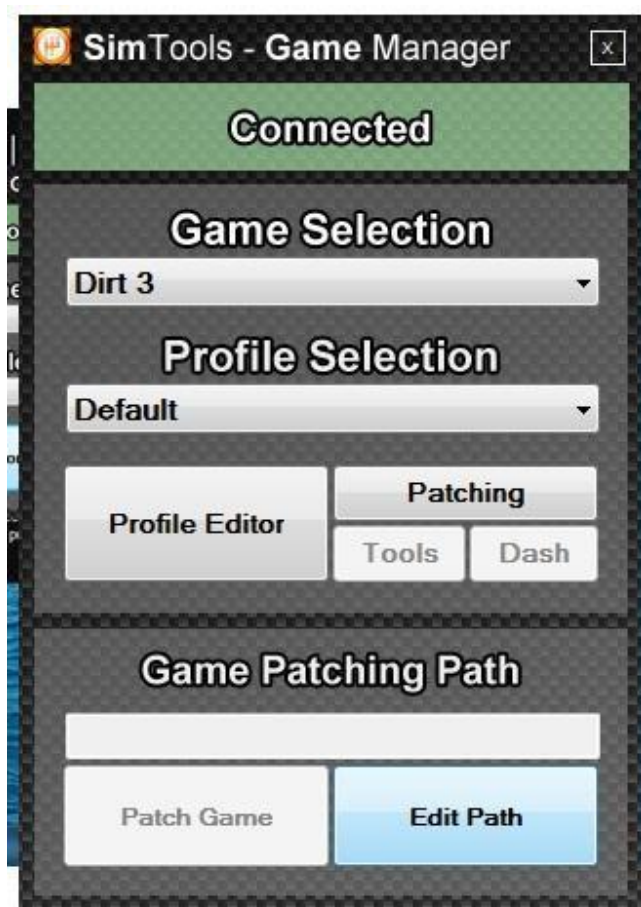 SimTools - Game Manager x
Connected
Game Selection
Dirt 3
Profile Selection
Default
Profile Editor
Patching
Tools Dash
Game Patching Path
Patch Game Edit Path